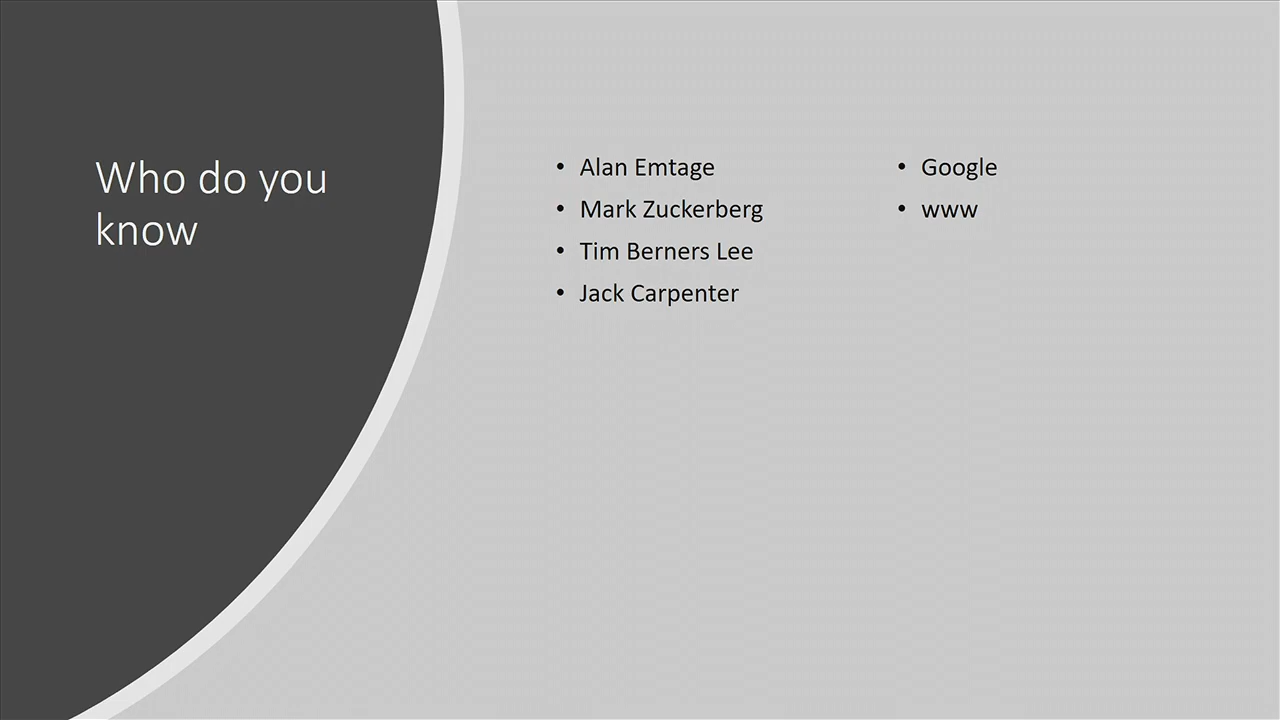 Who do you
know
• Alan Emtage
• Mark Zuckerberg
• Tim Berners Lee
• Jack Carpenter
• Google
• www